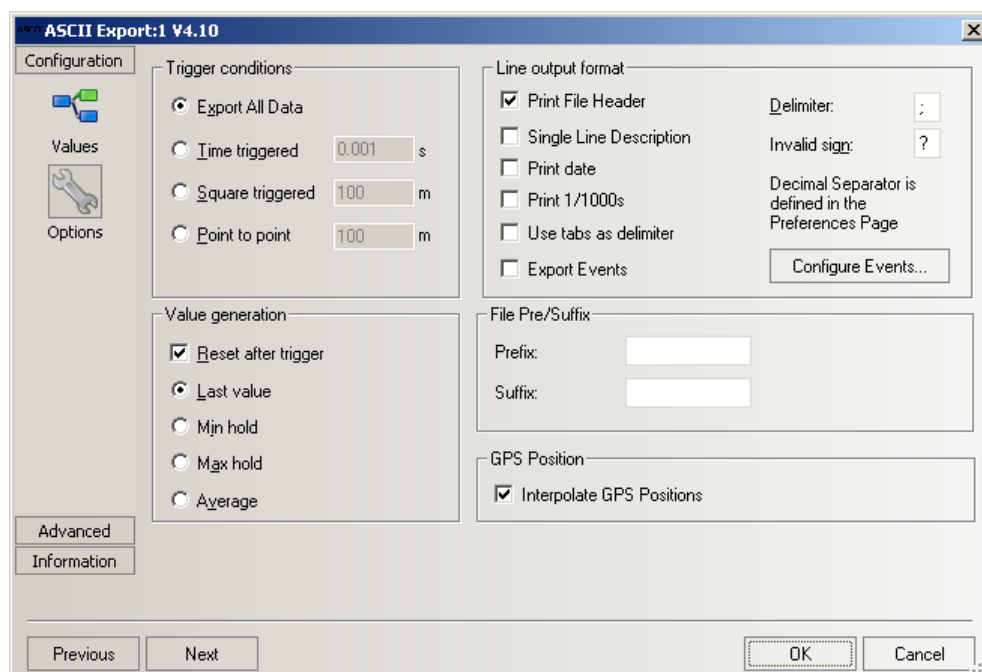 ASCII Export:1 V4.10
Configuration
Values
Options
Advanced
Information
Trigger conditions
Export All Data
Time triggered 0.001 s
Square triggered 100 m
Point to point 100 m
Line output format
Print File Header
Single Line Description
Print date
Print 1/1000s
Use tabs as delimiter
Export Events
Delimiter: ;
Invalid sign: ?
Decimal Separator is
defined in the
Preferences Page
Configure Events...
Value generation
Reset after trigger
Last value
Min hold
Max hold
Average
File Pre/Suffix
Prefix:
Suffix:
GPS Position
Interpolate GPS Positions
Previous
Next
OK
Cancel